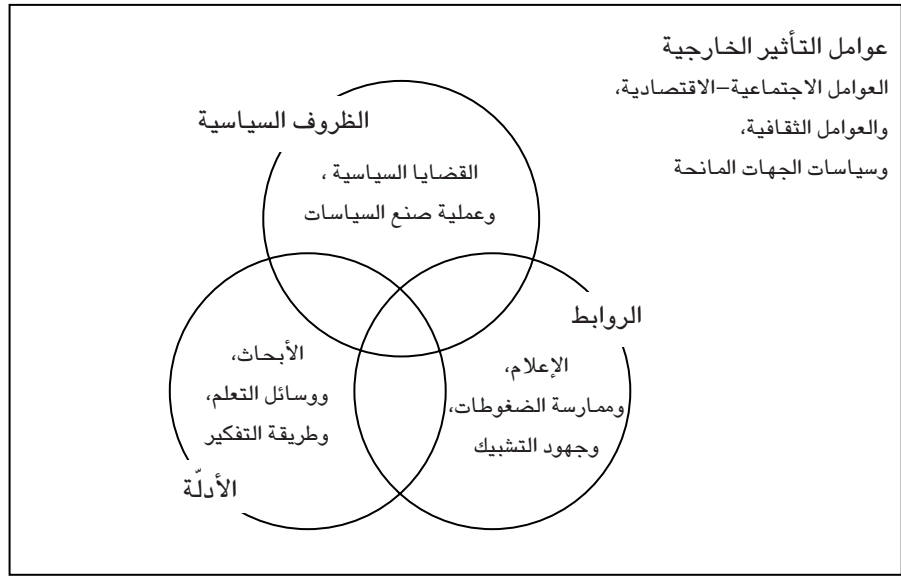 عوامل التأثير الخارجية
العوامل الاجتماعية–الاقتصادية،
والعوامل الثقافية،
وسياسات الجهات المانحة
الظروف السياسية
القضايا السياسية ،
وعملية صنع السياسات
الروابط
الإعلام،
وممارسة الضغوطات،
وجهود التشبيك
الأبحاث،
ووسائل التعلم،
وطريقة التفكير
الأدلّة